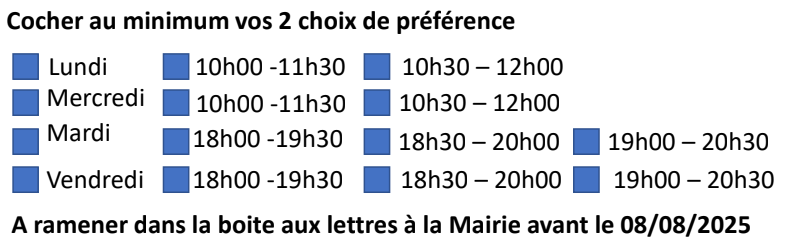 Cocher au minimum vos 2 choix de préférence
Lundi 10h00 -11h30 10h30 – 12h00
Mercredi 10h00 -11h30 10h30 – 12h00
Mardi 18h00 -19h30 18h30 – 20h00 19h00 – 20h30
Vendredi 18h00 -19h30 18h30 – 20h00 19h00 – 20h30
A ramener dans la boite aux lettres à la Mairie avant le 08/08/2025